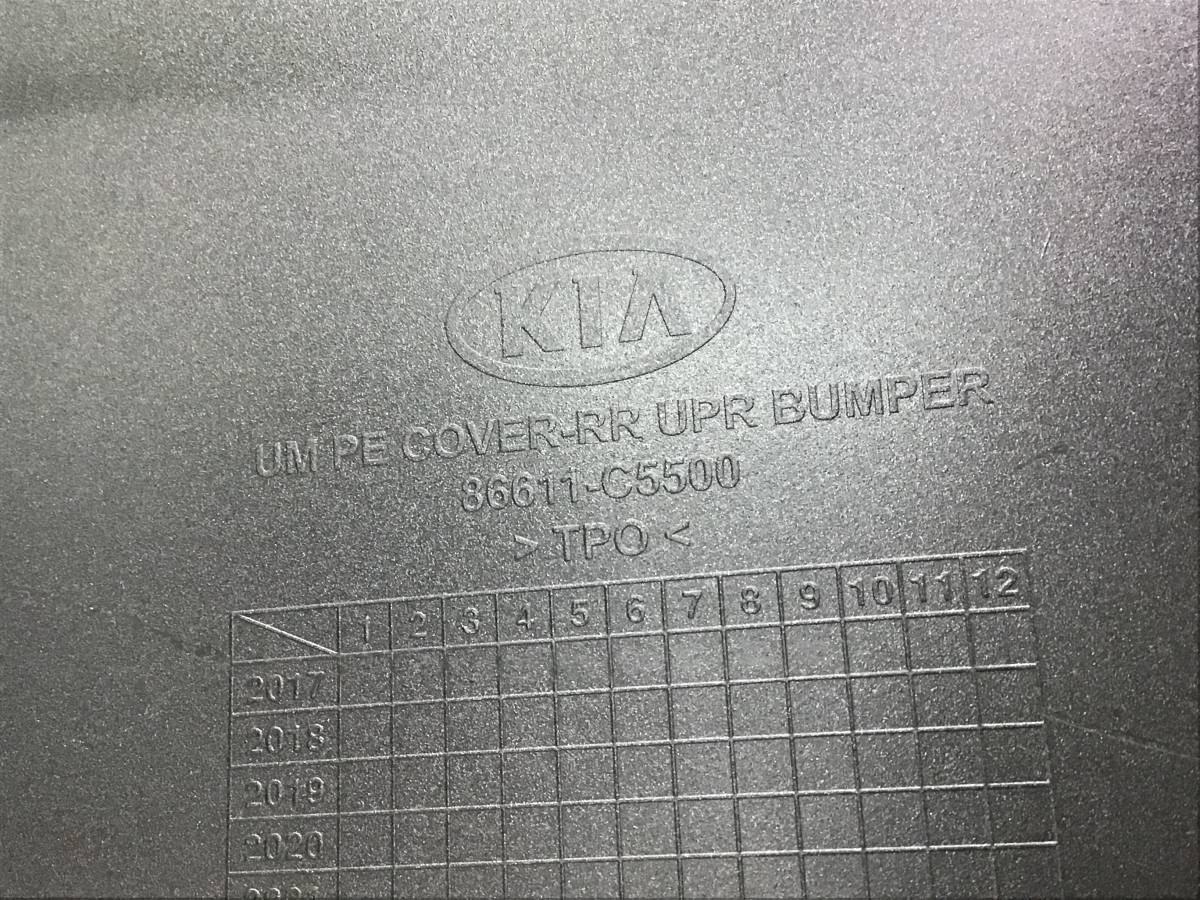 KIA
UM PE COVER-RR UPR BUMPER
86611-C5500
> TPO <
1 2 3 4 5 6 7 8 9 10 11 12
2017
2018
2019
2020